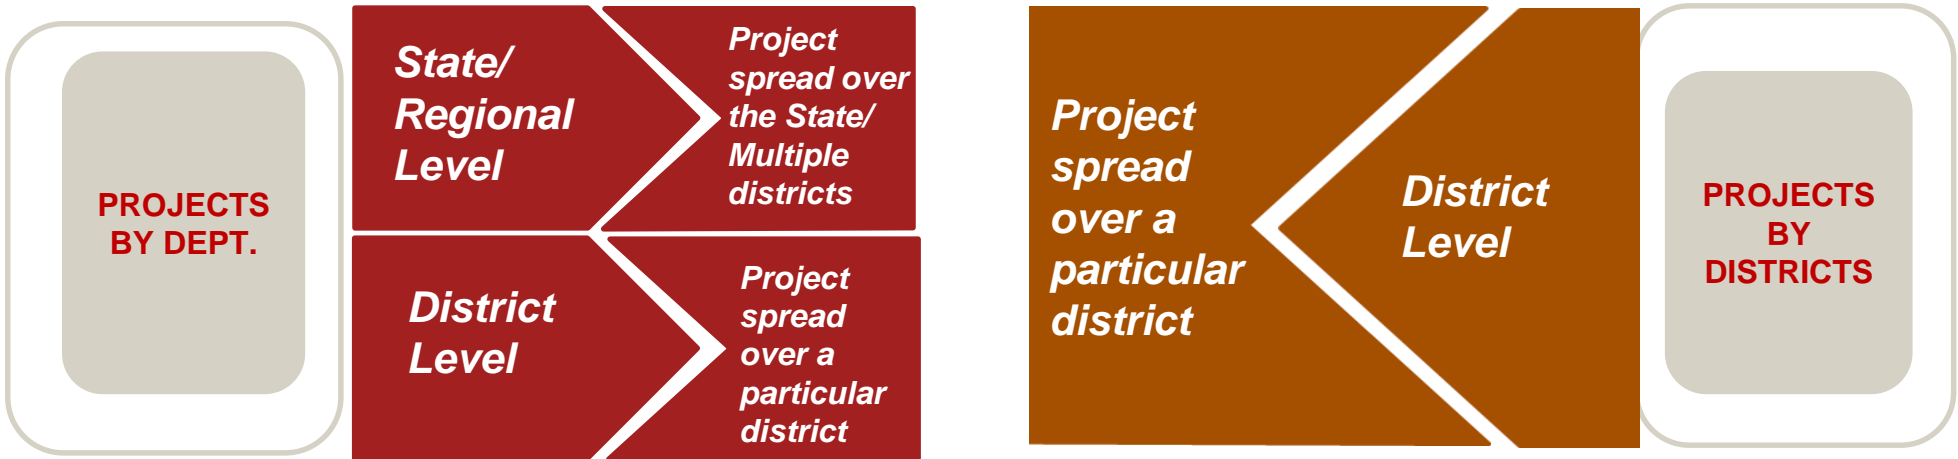 PROJECTS
BY DEPT.
State/
Regional
Level
Project
spread over
the State/
Multiple
districts
District
Level
Project
spread
over a
particular
district
Project
spread
over a
particular
district
District
Level
PROJECTS
BY
DISTRICTS